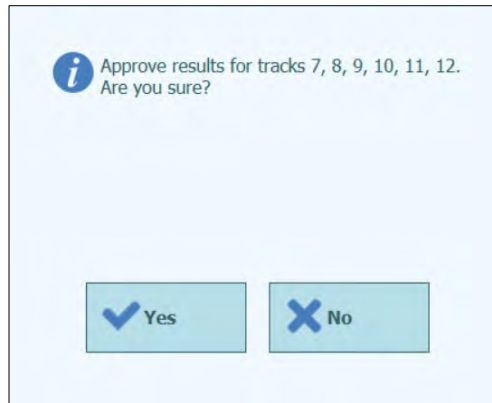 Approve results for tracks 7, 8, 9, 10, 11, 12.
Are you sure?
Yes
No